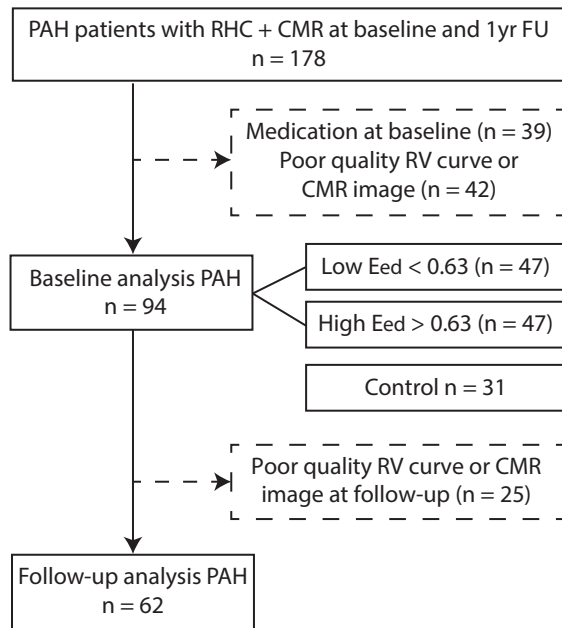 PAH patients with RHC + CMR at baseline and 1yr FU
n = 178
Medication at baseline (n = 39)
Poor quality RV curve or
CMR image (n = 42)
Baseline analysis PAH
n = 94
Low Eed < 0.63 (n = 47)
High Eed > 0.63 (n = 47)
Control n = 31
Poor quality RV curve or CMR
image at follow-up (n = 25)
Follow-up analysis PAH
n = 62